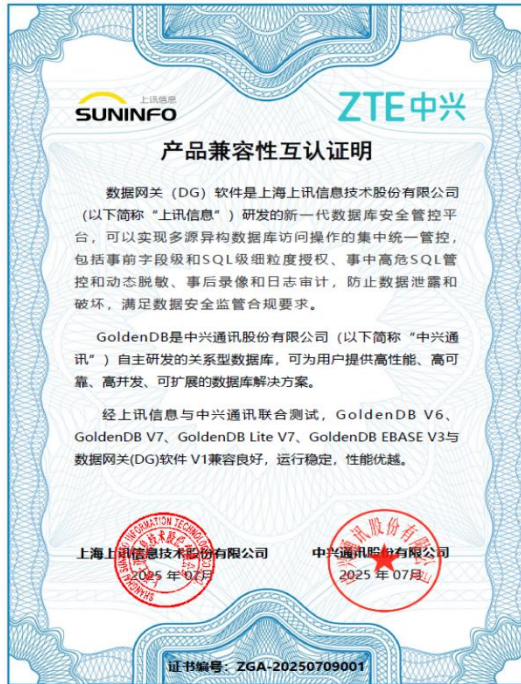 上讯信息
SUNINFO
ZTE中兴
产品兼容性互认证明
数据网关（DG）软件是上海上讯信息技术股份有限公司
（以下简称“上讯信息”）研发的新一代数据库安全管控平
台，可以实现多源异构数据库访问操作的集中统一管控，
包括事前字段级和SQL级细粒度授权、事中高危SQL管
控和动态脱敏、事后录像和日志审计，防止数据泄露和
破坏，满足数据安全监管合规要求。
GoldenDB是中兴通讯股份有限公司（以下简称“中兴通
讯”）自主研发的关系型数据库，可为用户提供高性能、高可
靠、高并发、可扩展的数据库解决方案。
经上讯信息与中兴通讯联合测试，GoldenDB V6、
GoldenDB V7、GoldenDB Lite V7、GoldenDB EBASE V3与
数据网关(DG)软件 V1兼容良好，运行稳定，性能优越。
上海上讯信息技术股份有限公司
2025 年 07月
中兴通讯股份有限公司
2025 年 07月
中兴通讯股份有限公司
证书编号：ZGA-20250709001